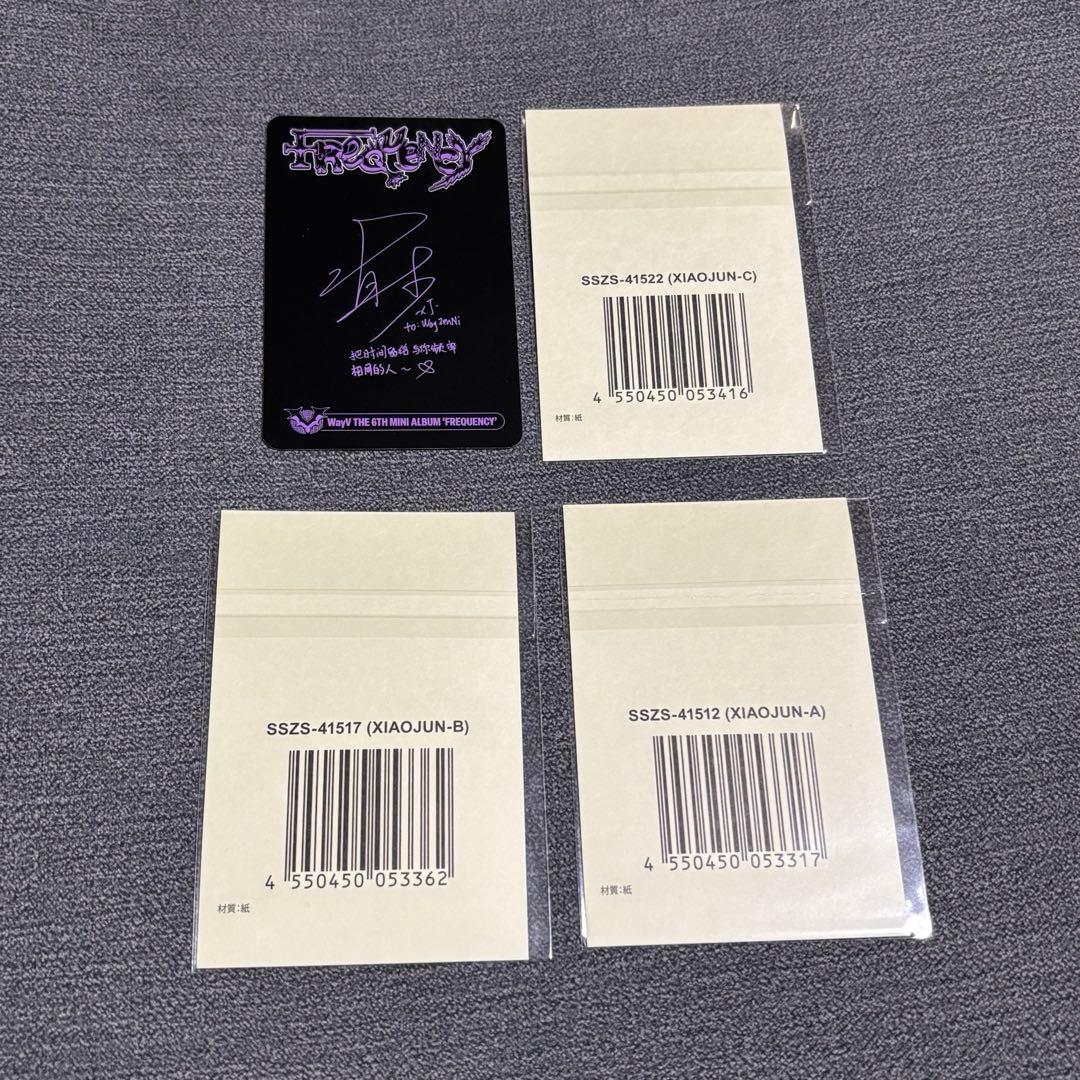 FREQUENCY
肖
XJ.
to: WayZenNi
把时间留给与你频率
相同的人～
WayV THE 6TH MINI ALBUM 'FREQUENCY'
SSZS-41522 (XIAOJUN-C)
4 550450 053416
材質：紙
SSZS-41517 (XIAOJUN-B)
4 550450 053362
材質：紙
SSZS-41512 (XIAOJUN-A)
4 550450 053317
材質：紙